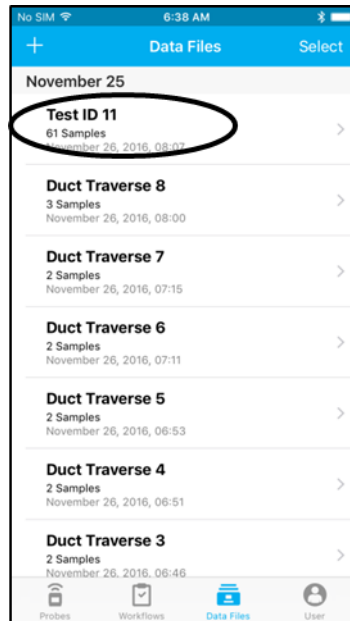 No SIM 6:38 AM
+ Data Files Select
November 25
Test ID 11
61 Samples
November 26, 2016, 08:07
Duct Traverse 8
3 Samples
November 26, 2016, 08:00
Duct Traverse 7
2 Samples
November 26, 2016, 07:15
Duct Traverse 6
2 Samples
November 26, 2016, 07:11
Duct Traverse 5
2 Samples
November 26, 2016, 06:53
Duct Traverse 4
2 Samples
November 26, 2016, 06:51
Duct Traverse 3
2 Samples
November 26, 2016, 06:46
Probes Workflows Data Files User